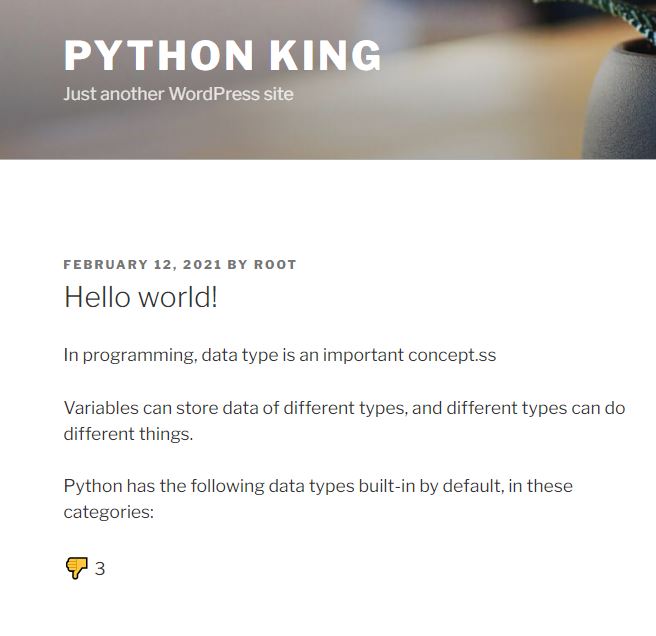 PYTHON KING
Just another WordPress site
FEBRUARY 12, 2021 BY ROOT
Hello world!
In programming, data type is an important concept.ss
Variables can store data of different types, and different types can do
different things.
Python has the following data types built-in by default, in these
categories:
3